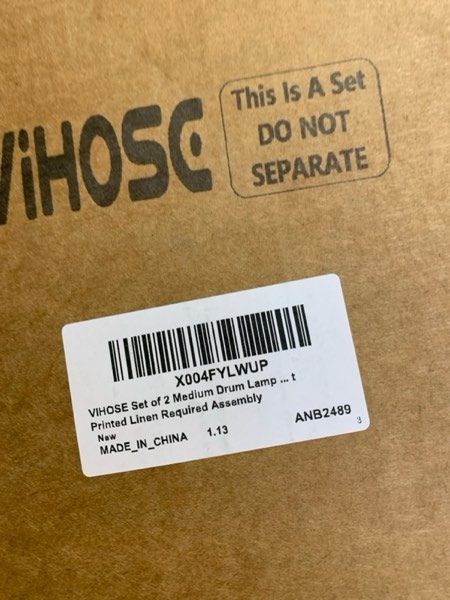 ViHOSE
This Is A Set
DO NOT
SEPARATE
X004FYLWUP
VIHOSE Set of 2 Medium Drum Lamp ... t
Printed Linen Required Assembly
New
MADE_IN_CHINA 1.13 ANB2489 3